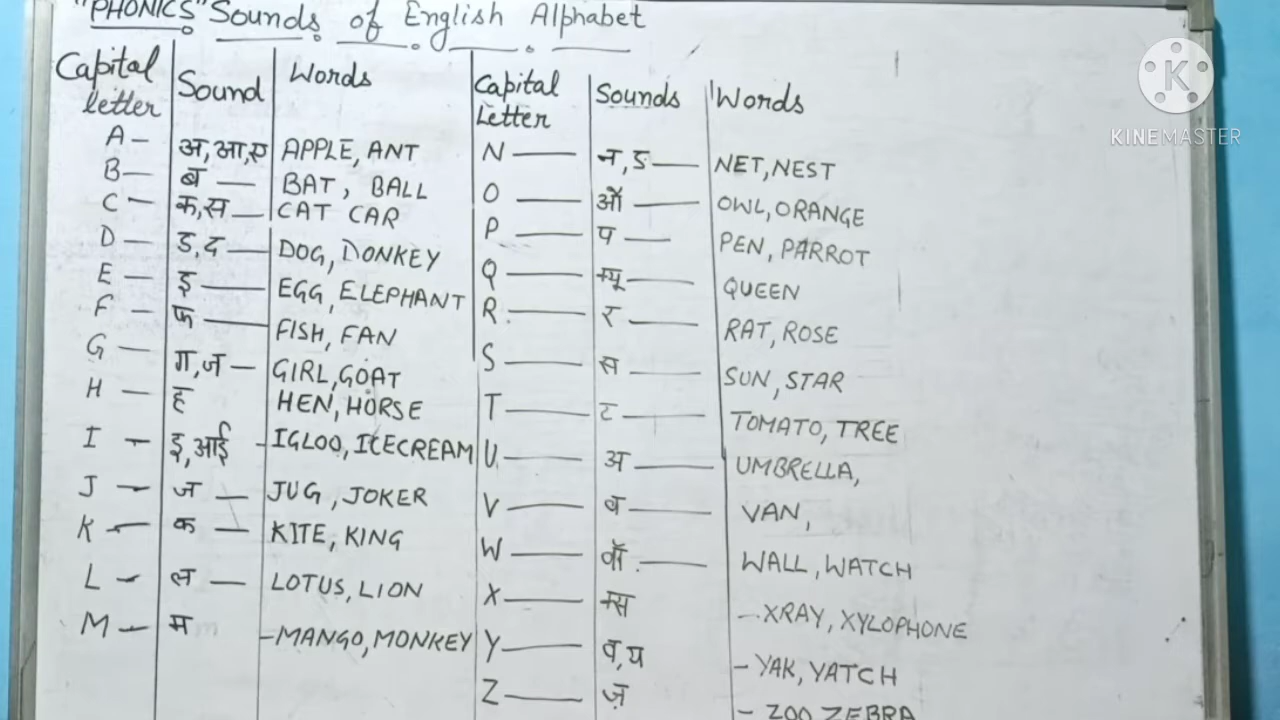 "PHONICS" Sounds of English Alphabet
Capital letter Sound Words Capital Letter Sounds Words
A - अ,आ,ए APPLE, ANT N — न,ड — NET, NEST
B - ब — BAT, BALL O — ऑ — OWL, ORANGE
C - क,स — CAT CAR P — प — PEN, PARROT
D - ड,द — DOG, DONKEY Q — क्यू — QUEEN
E - इ — EGG, ELEPHANT R — र — RAT, ROSE
F - फ — FISH, FAN S — स — SUN, STAR
G - ग,ज — GIRL, GOAT T — ट — TOMATO, TREE
H - ह HEN, HORSE U — अ — UMBRELLA,
I - इ,आई - IGLOO, ICECREAM V — व — VAN,
J - ज — JUG, JOKER W — वॉ — WALL, WATCH
K - क — KITE, KING X — क्स - XRAY, XYLOPHONE
L - ल — LOTUS, LION Y — व,य - YAK, YATCH
M - म - MANGO, MONKEY Z — ज़ - ZOO ZEBRA
K
KINEMASTER